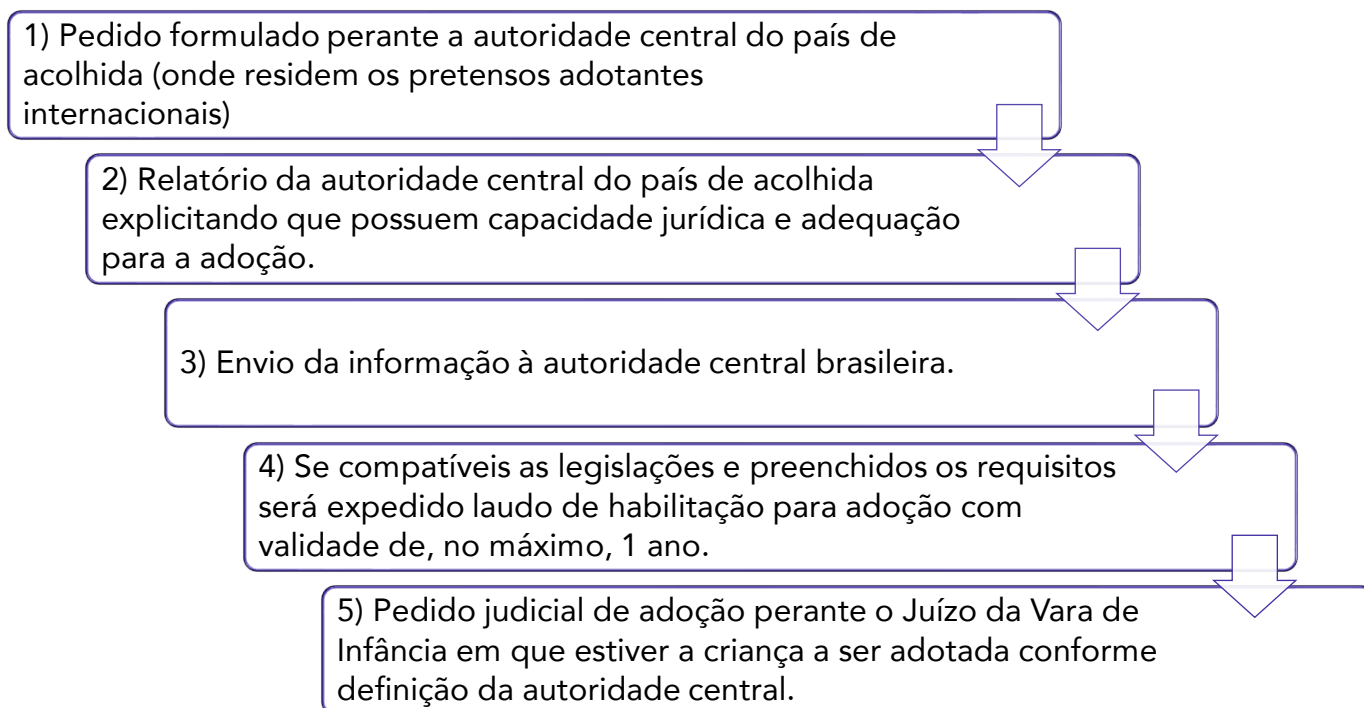 1) Pedido formulado perante a autoridade central do país de
acolhida (onde residem os pretensos adotantes
internacionais)
2) Relatório da autoridade central do país de acolhida
explicitando que possuem capacidade jurídica e adequação
para a adoção.
3) Envio da informação à autoridade central brasileira.
4) Se compatíveis as legislações e preenchidos os requisitos
será expedido laudo de habilitação para adoção com
validade de, no máximo, 1 ano.
5) Pedido judicial de adoção perante o Juízo da Vara de
Infância em que estiver a criança a ser adotada conforme
definição da autoridade central.